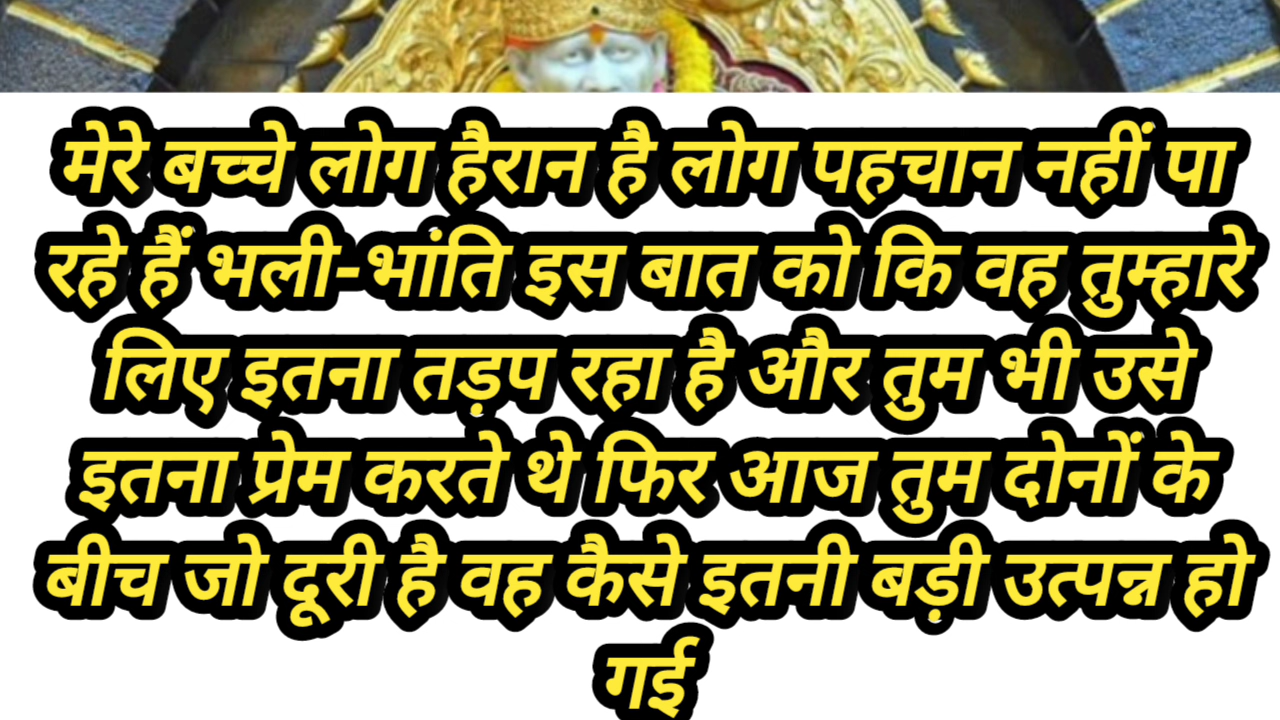 मेरे बच्चे लोग हैरान है लोग पहचान नहीं पा
रहे हैं भली-भांति इस बात को कि वह तुम्हारे
लिए इतना तड़प रहा है और तुम भी उसे
इतना प्रेम करते थे फिर आज तुम दोनों के
बीच जो दूरी है वह कैसे इतनी बड़ी उत्पन्न हो
गई